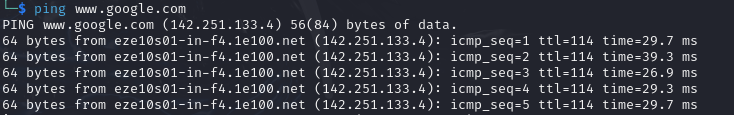 └─$ ping www.google.com
PING www.google.com (142.251.133.4) 56(84) bytes of data.
64 bytes from eze10s01-in-f4.1e100.net (142.251.133.4): icmp_seq=1 ttl=114 time=29.7 ms
64 bytes from eze10s01-in-f4.1e100.net (142.251.133.4): icmp_seq=2 ttl=114 time=39.3 ms
64 bytes from eze10s01-in-f4.1e100.net (142.251.133.4): icmp_seq=3 ttl=114 time=26.9 ms
64 bytes from eze10s01-in-f4.1e100.net (142.251.133.4): icmp_seq=4 ttl=114 time=29.3 ms
64 bytes from eze10s01-in-f4.1e100.net (142.251.133.4): icmp_seq=5 ttl=114 time=29.7 ms